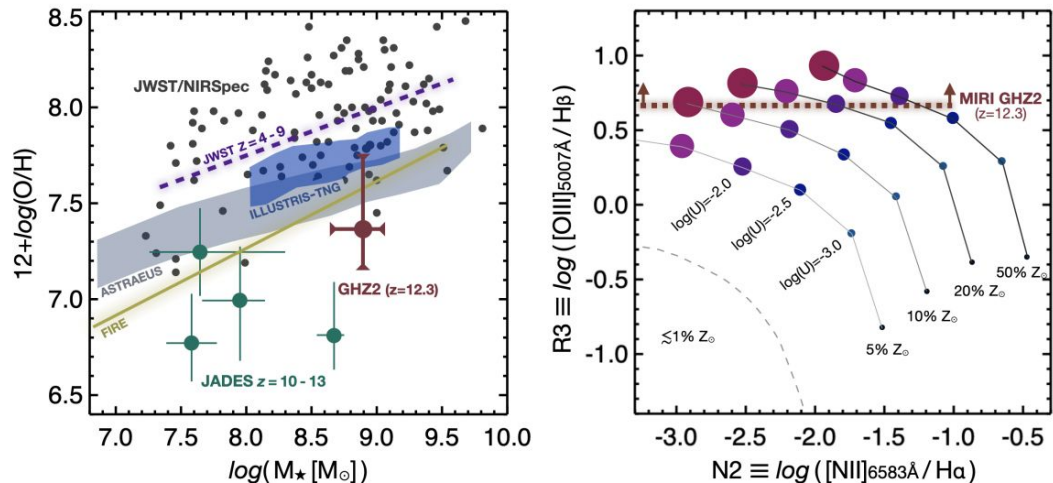 8.5
8.0
7.5
7.0
6.5
12+log(O/H)
JWST/NIRSpec
JWST Z = 4 - 9
ILLUSTRIS-TNG
ASTRAEUS
FIRE
GHZ2 (z=12.3)
JADES z = 10 - 13
7.0 7.5 8.0 8.5 9.0 9.5 10.0
log(M★ [M☉])
1.0
0.5
0.0
-0.5
-1.0
R3 ≡ log ([OIII]5007Å / Hβ)
MIRI GHZ2
(z=12.3)
log(U)=-2.0
log(U)=-2.5
log(U)=-3.0
50% Z☉
20% Z☉
10% Z☉
5% Z☉
≲1% Z☉
-3.0 -2.5 -2.0 -1.5 -1.0 -0.5
N2 ≡ log ([NII]6583Å / Hα)